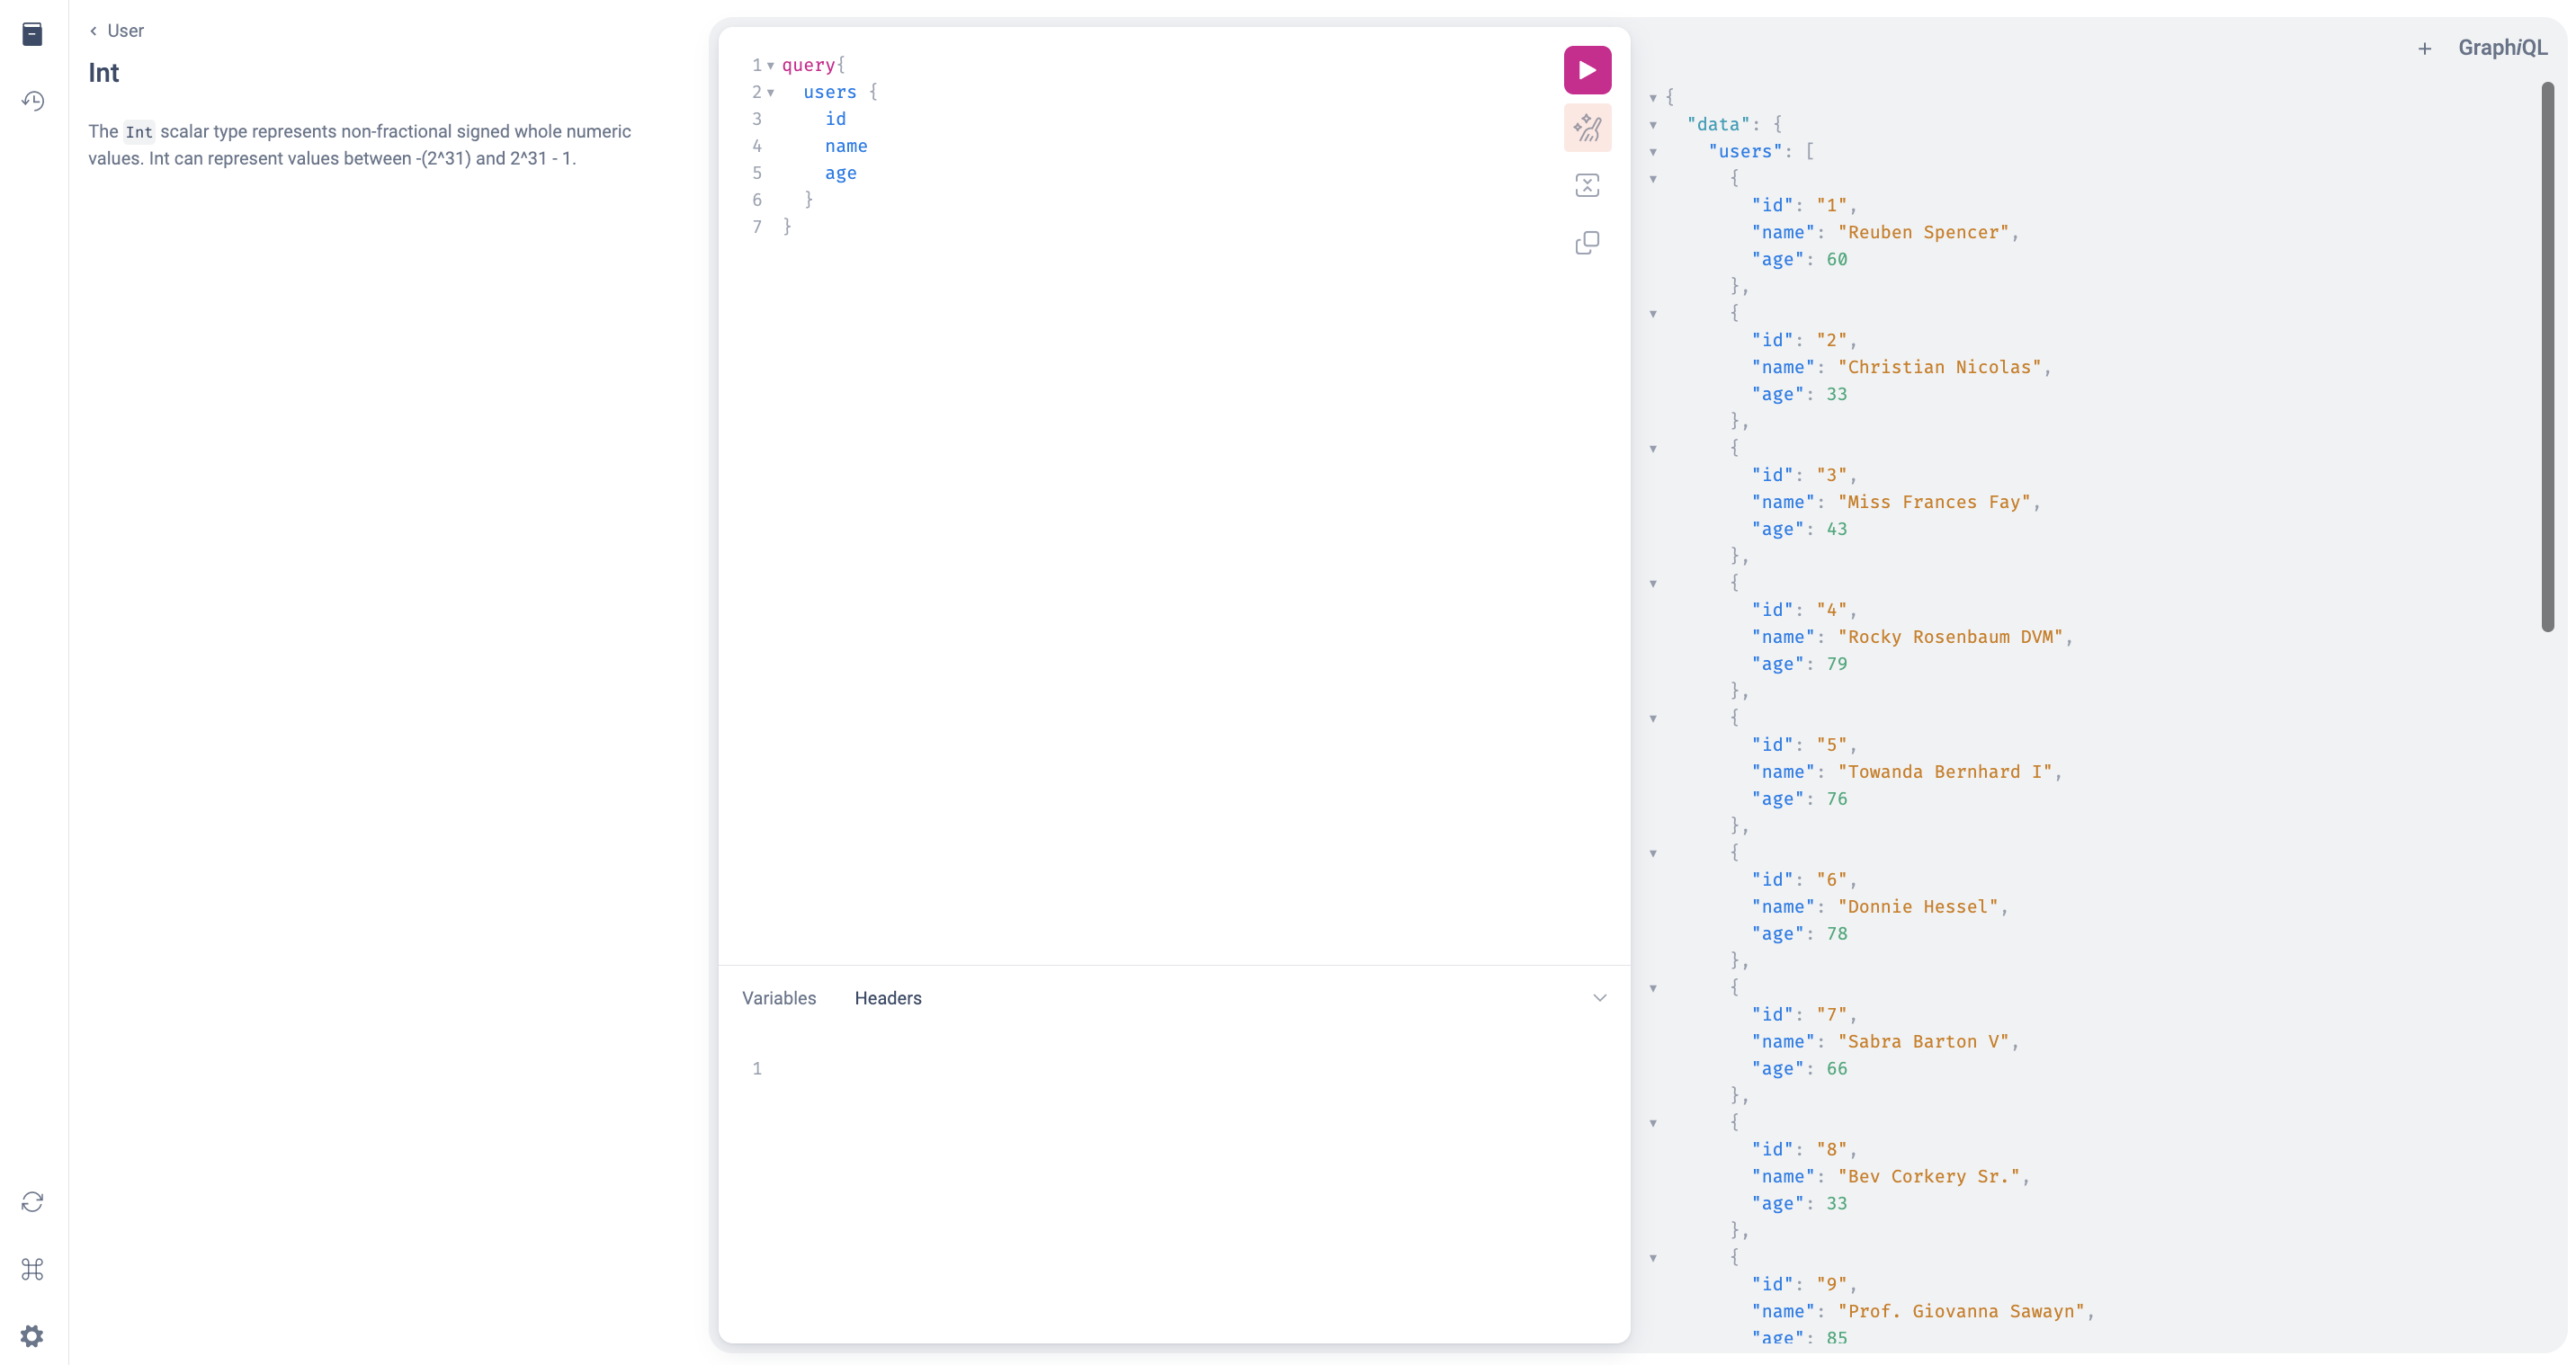 User
Int
The Int scalar type represents non-fractional signed whole numeric
values. Int can represent values between -(2^31) and 2^31 - 1.
1 query{
2 users {
3 id
4 name
5 age
6 }
7 }
Variables Headers
1
+ GraphiQL
{
"data": {
"users": [
{
"id": "1",
"name": "Reuben Spencer",
"age": 60
},
{
"id": "2",
"name": "Christian Nicolas",
"age": 33
},
{
"id": "3",
"name": "Miss Frances Fay",
"age": 43
},
{
"id": "4",
"name": "Rocky Rosenbaum DVM",
"age": 79
},
{
"id": "5",
"name": "Towanda Bernhard I",
"age": 76
},
{
"id": "6",
"name": "Donnie Hessel",
"age": 78
},
{
"id": "7",
"name": "Sabra Barton V",
"age": 66
},
{
"id": "8",
"name": "Bev Corkery Sr.",
"age": 33
},
{
"id": "9",
"name": "Prof. Giovanna Sawayn",
"age": 85